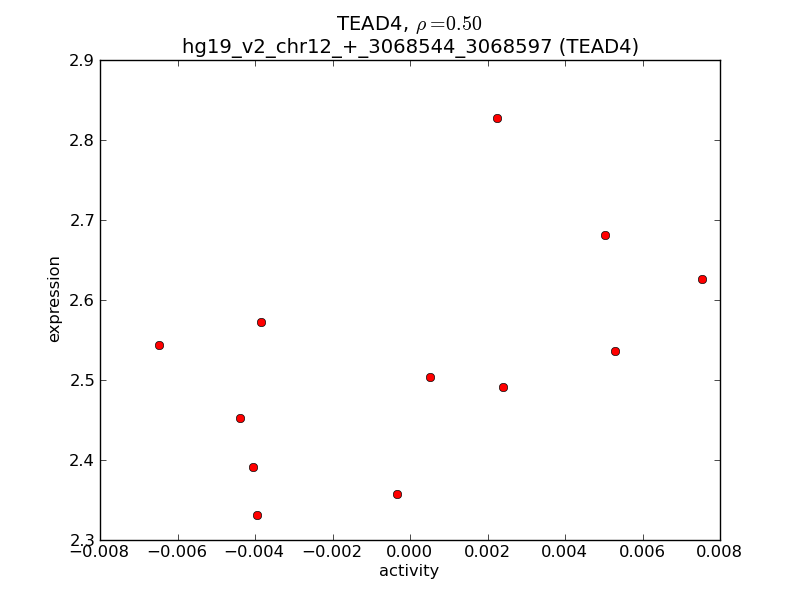 TEAD4, ρ=0.50
hg19_v2_chr12_+_3068544_3068597 (TEAD4)
2.9
2.8
2.7
2.6
2.5
2.4
2.3
expression
−0.008 −0.006 −0.004 −0.002 0.000 0.002 0.004 0.006 0.008
activity